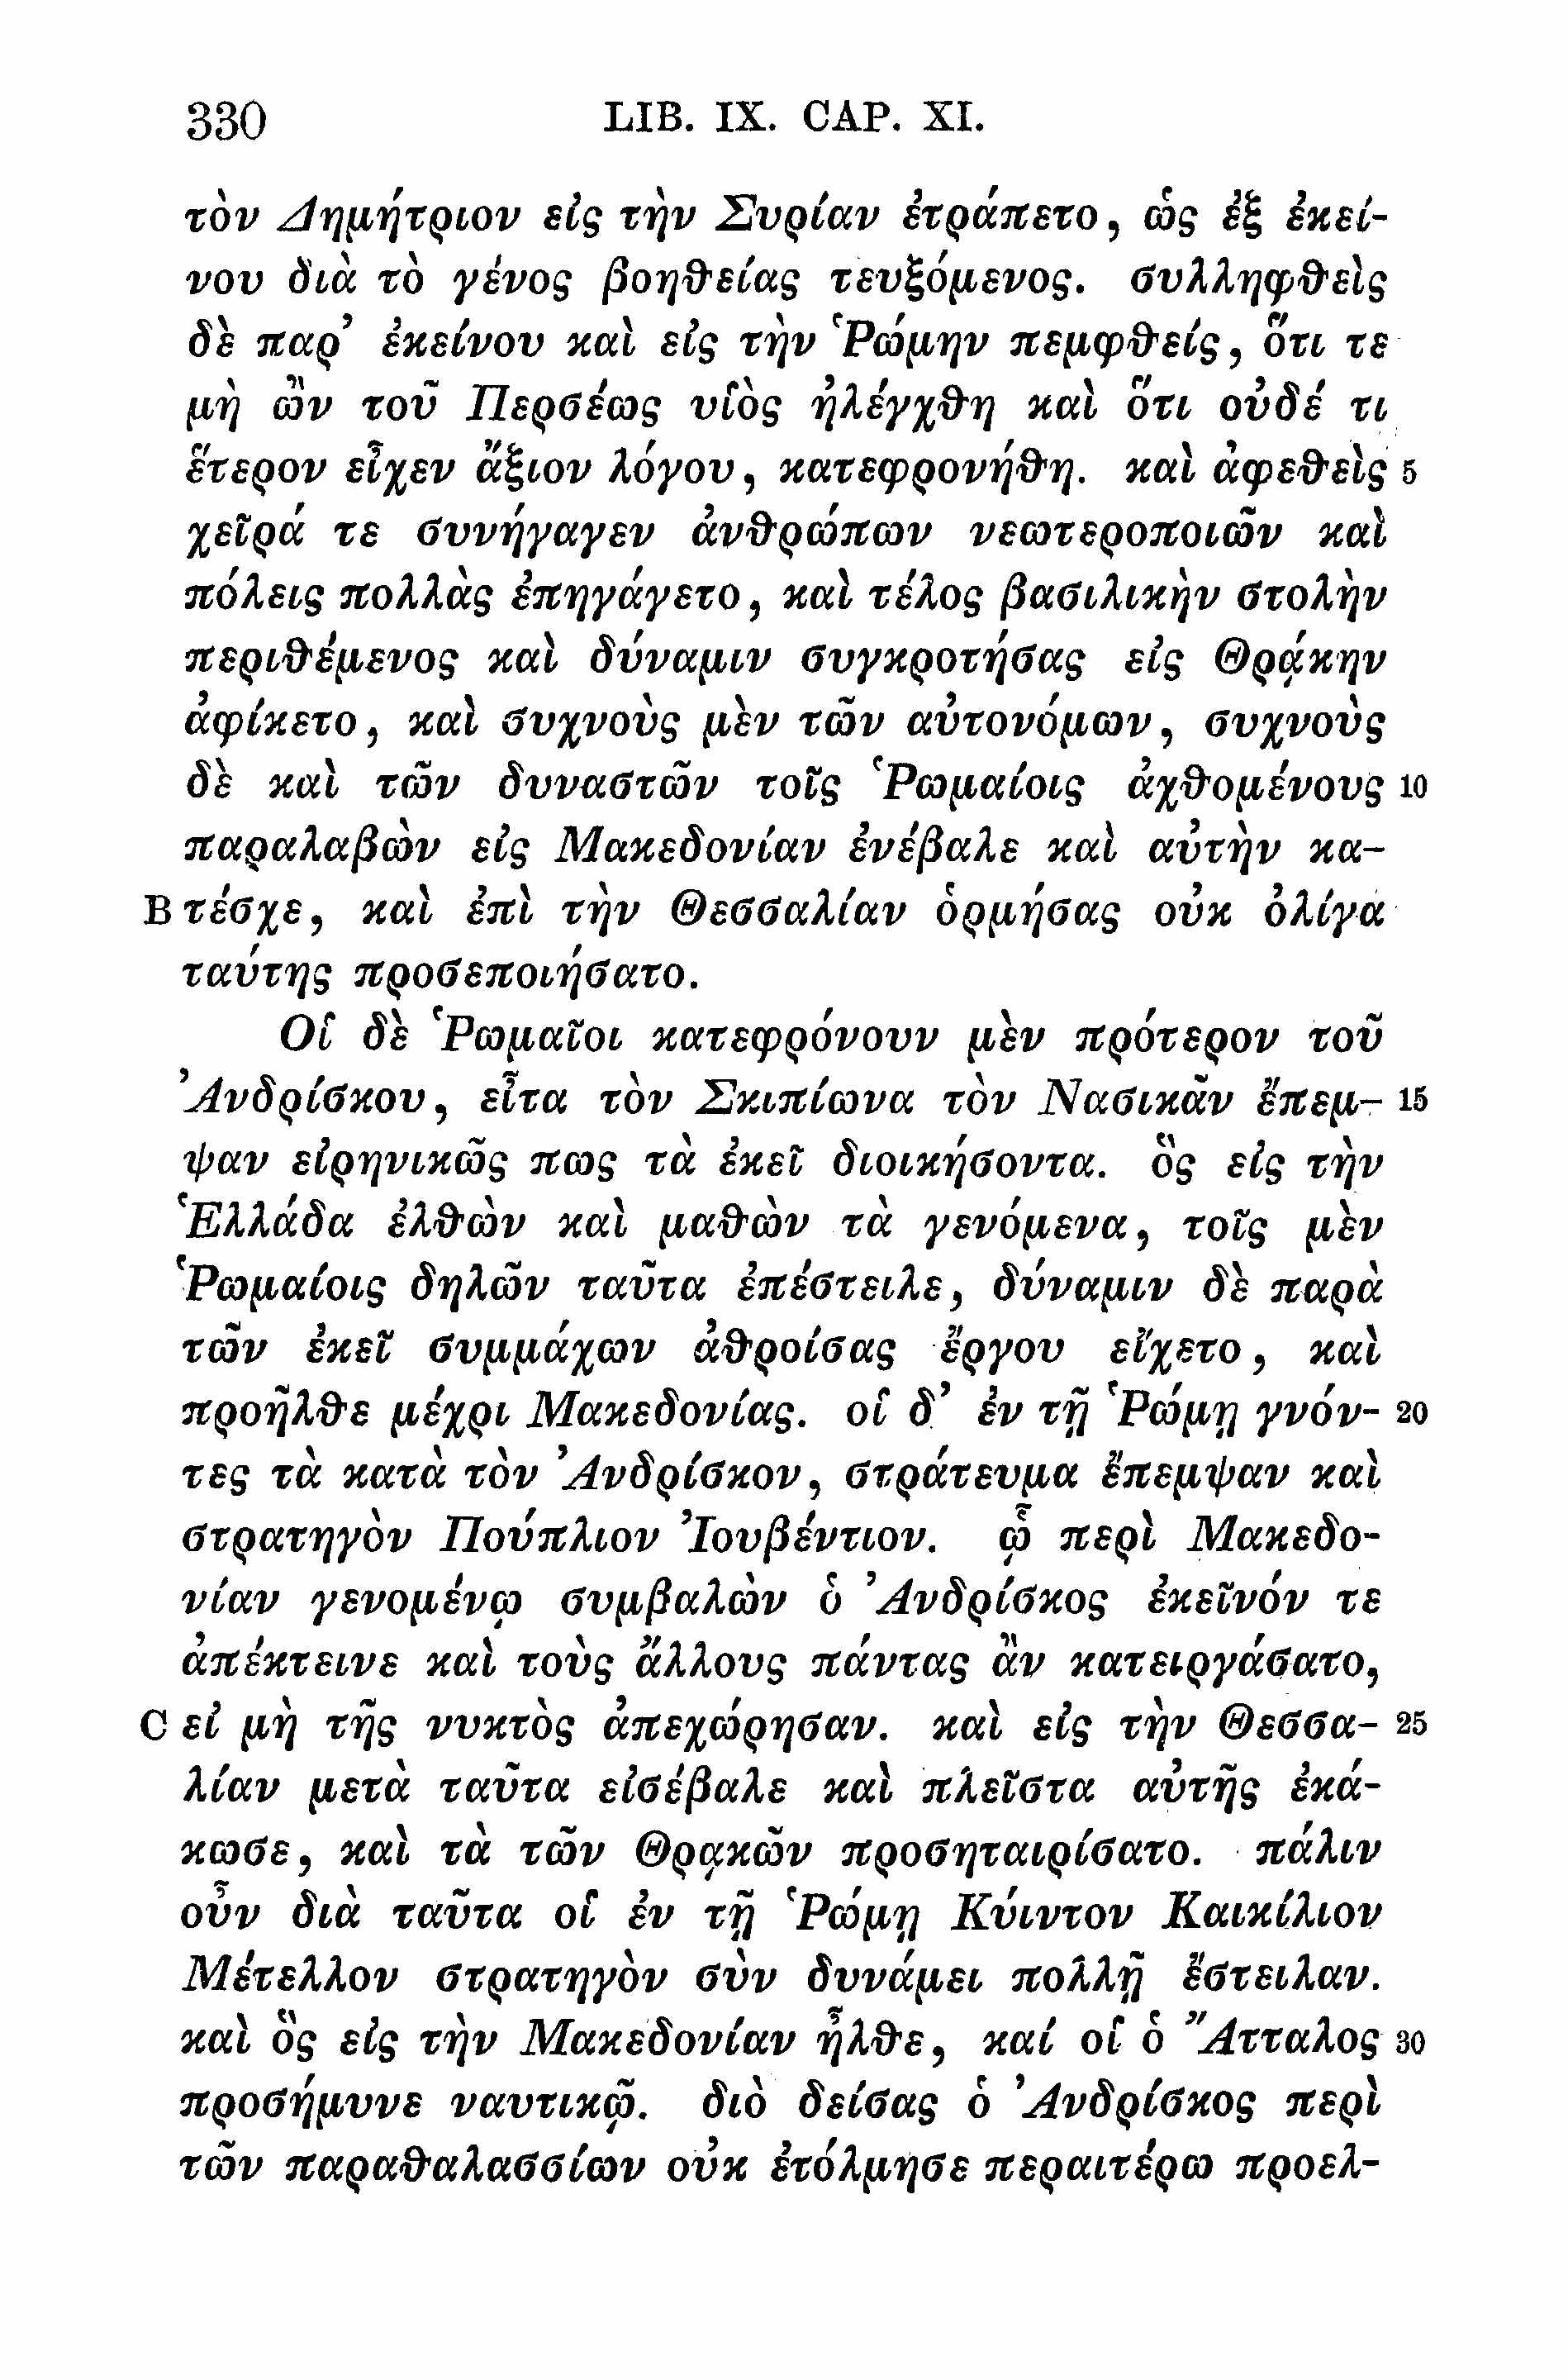 330 LIB. IX. CAP. XI.
τὸν Δημήτριον εἰς τὴν Συρίαν ἐτράπετο, ὡς ἐξ ἐκεί-
νου διὰ τὸ γένος βοηθείας τευξόμενος. συλληφθεὶς
δὲ παρ’ ἐκείνου καὶ εἰς τὴν Ῥώμην πεμφθείς, ὅτι τε
μὴ ὢν τοῦ Περσέως υἱὸς ἠλέγχθη καὶ ὅτι οὐδέ τι
ἕτερον εἶχεν ἄξιον λόγου, κατεφρονήθη. καὶ ἀφεθεὶς 5
χεῖρά τε συνήγαγεν ἀνθρώπων νεωτεροποιῶν καὶ
πόλεις πολλὰς ἐπηγάγετο, καὶ τέλος βασιλικὴν στολὴν
περιθέμενος καὶ δύναμιν συγκροτήσας εἰς Θρᾴκην
ἀφίκετο, καὶ συχνοὺς μὲν τῶν αὐτονόμων, συχνοὺς
δὲ καὶ τῶν δυναστῶν τοῖς Ῥωμαίοις ἀχθομένους 10
παραλαβὼν εἰς Μακεδονίαν ἐνέβαλε καὶ αὐτὴν κα-
B τέσχε, καὶ ἐπὶ τὴν Θεσσαλίαν ὁρμήσας οὐκ ὀλίγα
ταύτης προσεποιήσατο.
Οἱ δὲ Ῥωμαῖοι κατεφρόνουν μὲν πρότερον τοῦ
Ἀνδρίσκου, εἶτα τὸν Σκιπίωνα τὸν Νασικᾶν ἔπεμ- 15
ψαν εἰρηνικῶς πως τὰ ἐκεῖ διοικήσοντα. ὃς εἰς τὴν
Ἑλλάδα ἐλθὼν καὶ μαθὼν τὰ γενόμενα, τοῖς μὲν
Ῥωμαίοις δηλῶν ταῦτα ἐπέστειλε, δύναμιν δὲ παρὰ
τῶν ἐκεῖ συμμάχων ἀθροίσας ἔργου εἴχετο, καὶ
προῆλθε μέχρι Μακεδονίας. οἱ δ’ ἐν τῇ Ῥώμῃ γνόν- 20
τες τὰ κατὰ τὸν Ἀνδρίσκον, στράτευμα ἔπεμψαν καὶ
στρατηγὸν Πούπλιον Ἰουβέντιον. ᾧ περὶ Μακεδο-
νίαν γενομένῳ συμβαλὼν ὁ Ἀνδρίσκος ἐκεῖνόν τε
ἀπέκτεινε καὶ τοὺς ἄλλους πάντας ἂν κατειργάσατο,
C εἰ μὴ τῆς νυκτὸς ἀπεχώρησαν. καὶ εἰς τὴν Θεσσα- 25
λίαν μετὰ ταῦτα εἰσέβαλε καὶ πλεῖστα αὐτῆς ἐκά-
κωσε, καὶ τὰ τῶν Θρᾳκῶν προσηταιρίσατο. πάλιν
οὖν διὰ ταῦτα οἱ ἐν τῇ Ῥώμῃ Κύιντον Καικίλιον
Μέτελλον στρατηγὸν σὺν δυνάμει πολλῇ ἔστειλαν.
καὶ ὃς εἰς τὴν Μακεδονίαν ἦλθε, καί οἱ ὁ Ἄτταλος 30
προσήμυνε ναυτικῷ. διὸ δείσας ὁ Ἀνδρίσκος περὶ
τῶν παραθαλασσίων οὐκ ἐτόλμησε περαιτέρω προελ-